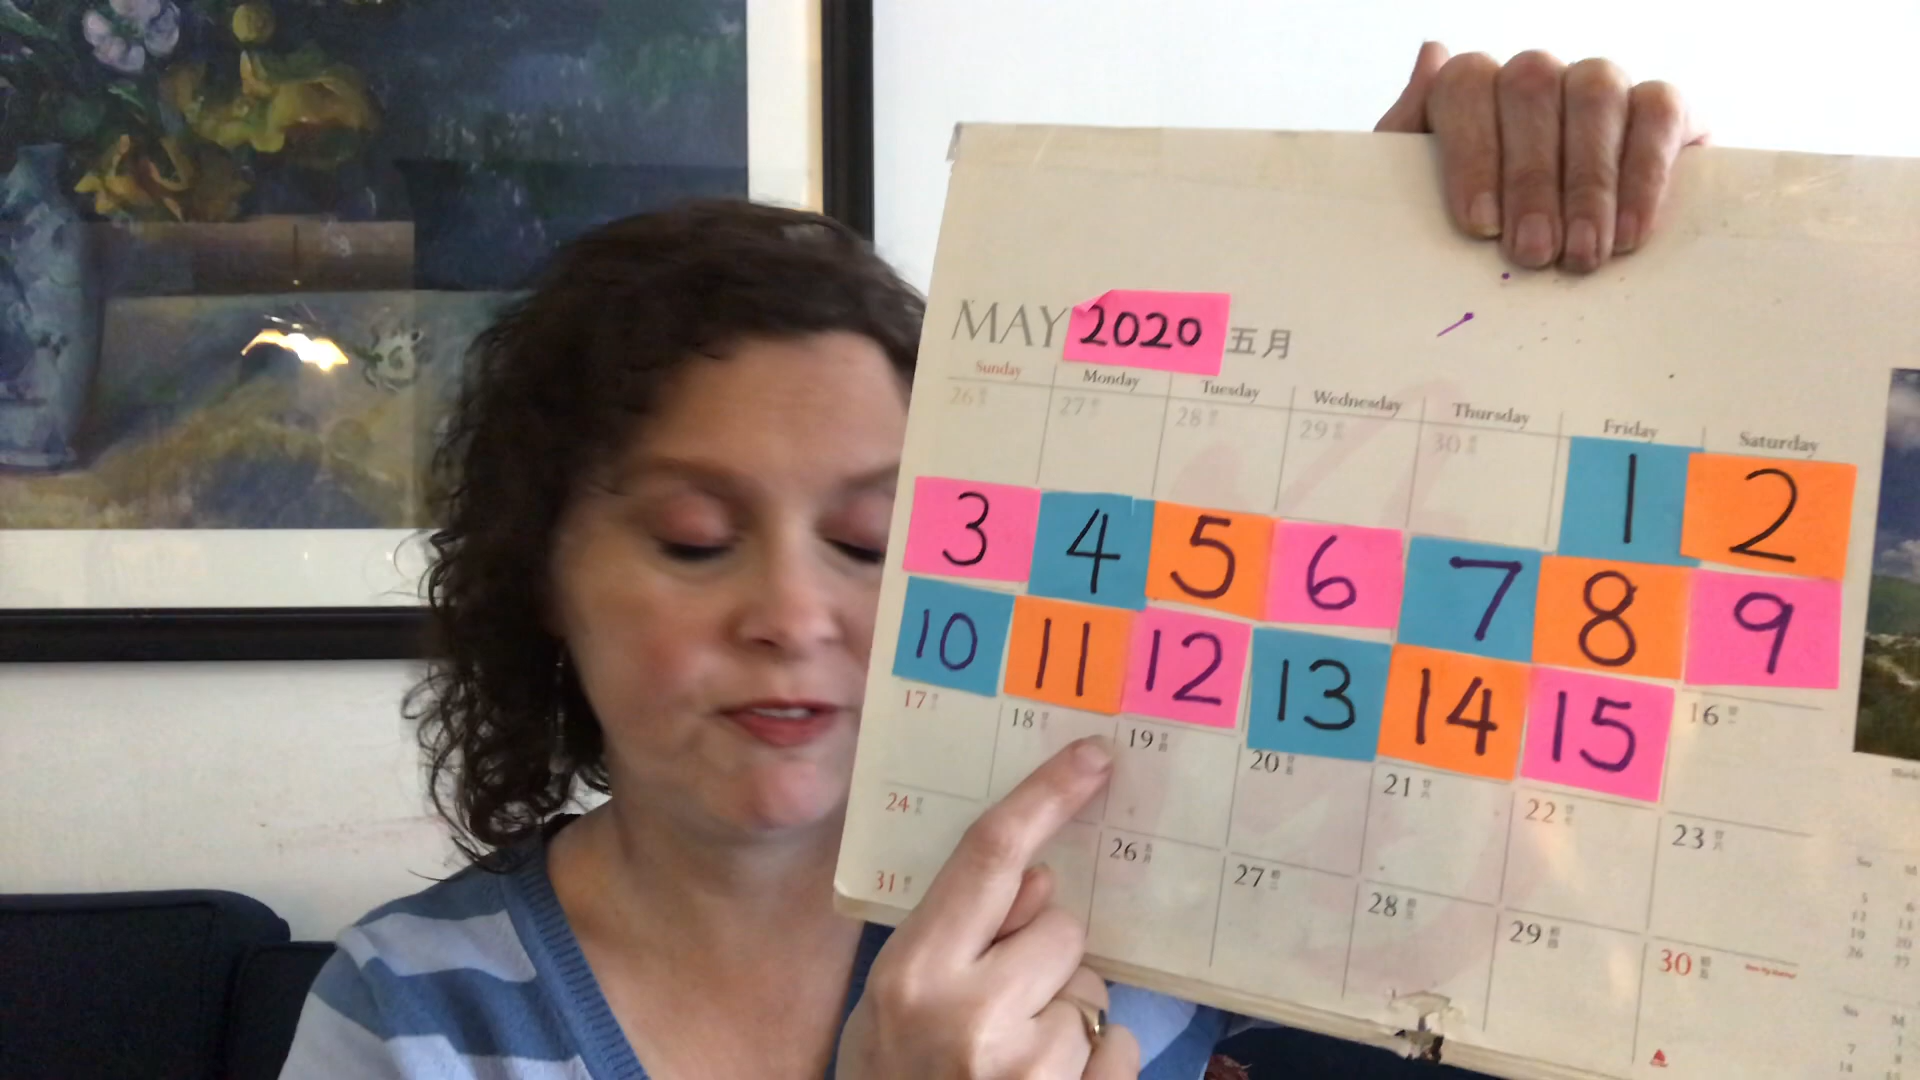 MAY 2020 五月
Sunday Monday Tuesday Wednesday Thursday Friday Saturday
26 27 28 29 30 1 2
3 4 5 6 7 8 9
10 11 12 13 14 15 16
17 18 19 20 21 22 23
24 26 27 28 29 30
31